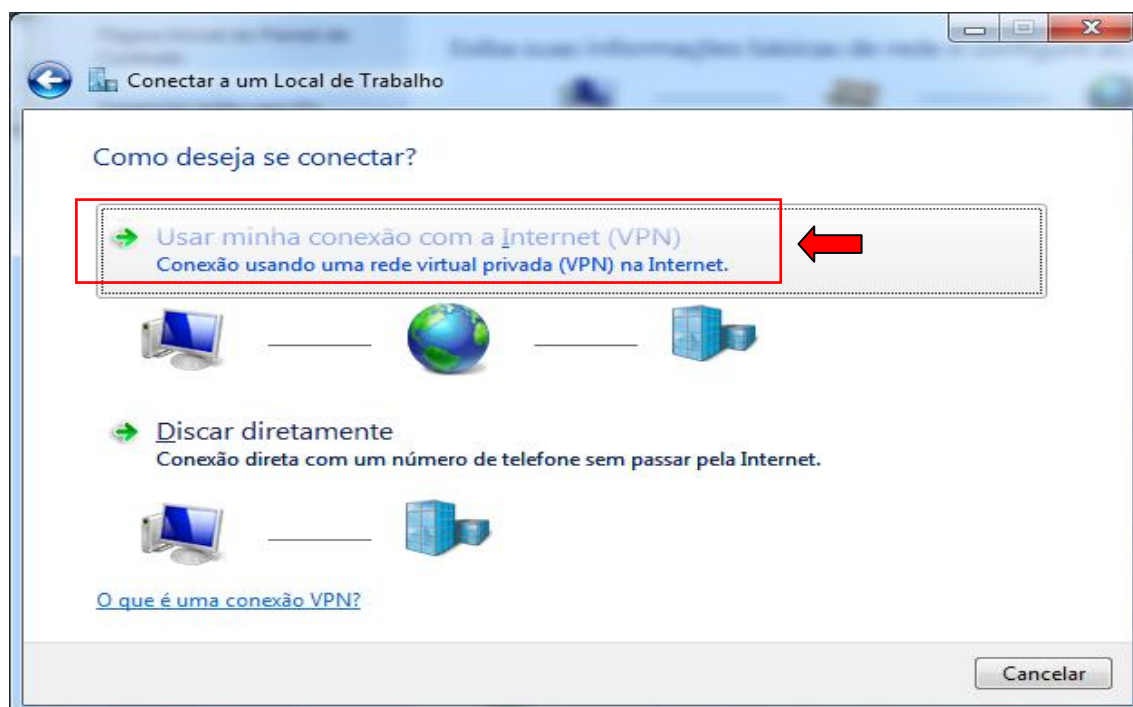 Conectar a um Local de Trabalho
Como deseja se conectar?
Usar minha conexão com a Internet (VPN)
Conexão usando uma rede virtual privada (VPN) na Internet.
Discar diretamente
Conexão direta com um número de telefone sem passar pela Internet.
O que é uma conexão VPN?
Cancelar